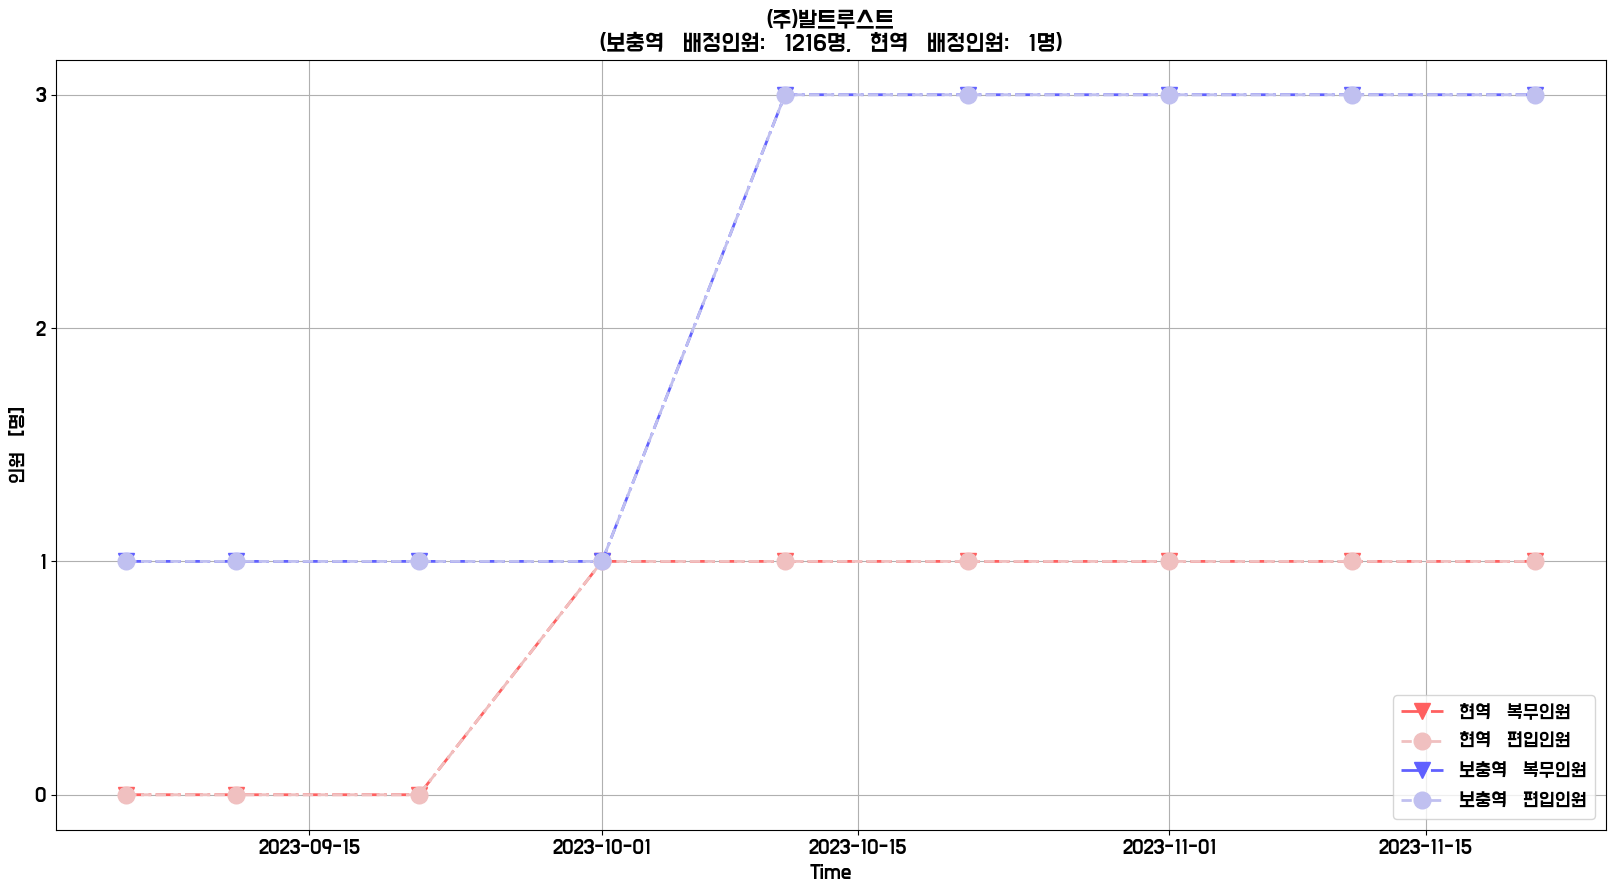 (주)발트루스트
(보충역 배정인원: 1216명, 현역 배정인원: 1명)
3
2
1
0
인원 [명]
2023-09-15
2023-10-01
2023-10-15
2023-11-01
2023-11-15
Time
현역 복무인원
현역 편입인원
보충역 복무인원
보충역 편입인원